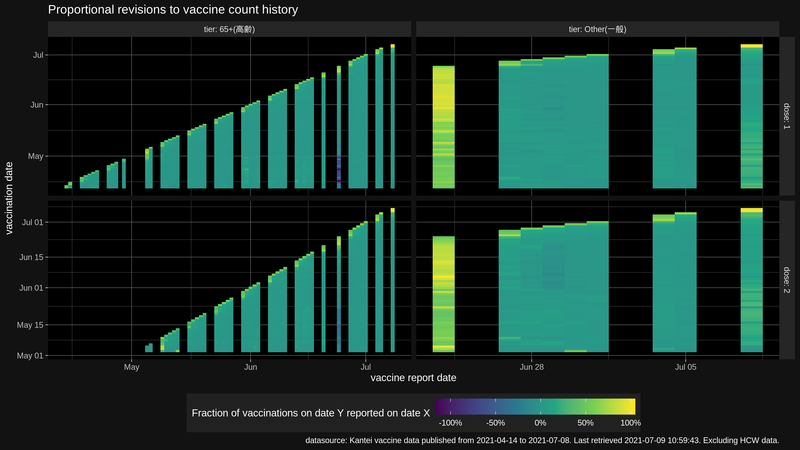 Proportional revisions to vaccine count history
tier: 65+(高齢)
tier: Other(一般)
Jul
Jun
May
dose: 1
vaccination date
Jul 01
Jun 15
Jun 01
May 15
May 01
dose: 2
May
Jun
Jul
Jun 28
Jul 05
vaccine report date
Fraction of vaccinations on date Y reported on date X
-100%
-50%
0%
50%
100%
datasource: Kantei vaccine data published from 2021-04-14 to 2021-07-08. Last retrieved 2021-07-09 10:59:43. Excluding HCW data.